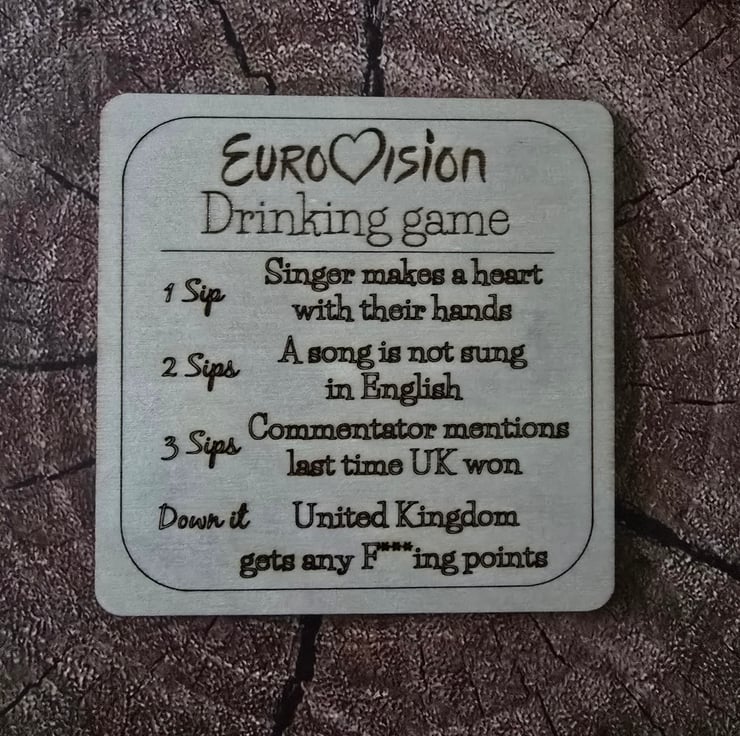 Eurovision
Drinking game
1 Sip Singer makes a heart
with their hands
2 Sips A song is not sung
in English
3 Sips Commentator mentions
last time UK won
Down it United Kingdom
gets any F***ing points